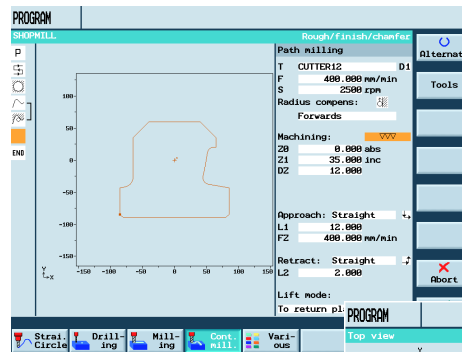 PROGRAM
SHOPMILL Rough/finish/chamfer
Path milling
Alternat
P
T CUTTER12 D1
F 400.000 mm/min
S 2500 rpm
Tools
Radius compens:
Forwards
Machining: ▽▽▽
Z0 0.000 abs
Z1 35.000 inc
DZ 12.000
END
100
50
0
-50
-100
-150
-150 -100 -50 0 50 100 150
Y
X
Approach: Straight
L1 12.000
FZ 400.000 mm/min
Retract: Straight
L2 2.000
Abort
Lift mode:
To return pl
PROGRAM
Top view
Y
Strai. Circle
Drill- ing
Mill- ing
Cont. mill.
Vari- ous